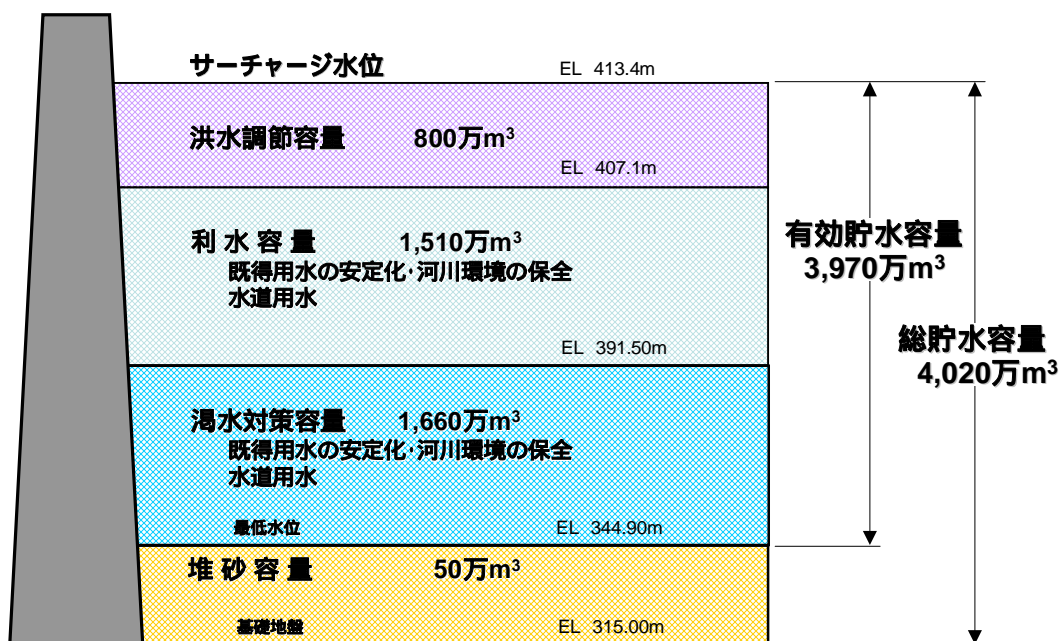 サーチャージ水位 EL 413.4m
洪水調節容量 800万m³
EL 407.1m
利水容量 1,510万m³
既得用水の安定化・河川環境の保全
水道用水
EL 391.50m
渇水対策容量 1,660万m³
既得用水の安定化・河川環境の保全
水道用水
最低水位 EL 344.90m
堆砂容量 50万m³
基礎地盤 EL 315.00m
有効貯水容量
3,970万m³
総貯水容量
4,020万m³